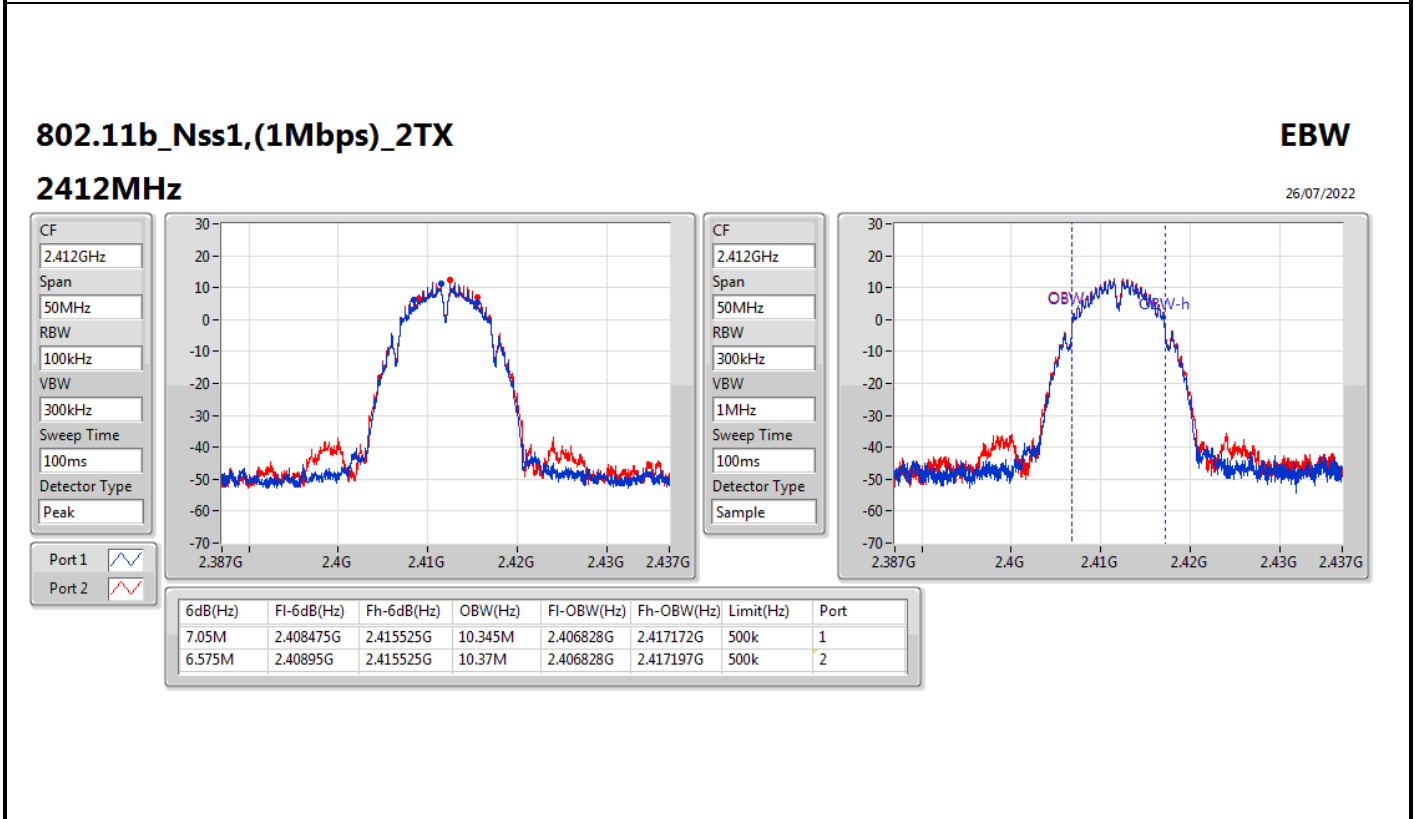 802.11b_Nss1,(1Mbps)_2TX EBW
2412MHz 26/07/2022
CF
2.412GHz
Span
50MHz
RBW
100kHz
VBW
300kHz
Sweep Time
100ms
Detector Type
Peak
Port 1
Port 2
30
20
10
0
-10
-20
-30
-40
-50
-60
-70
2.387G 2.4G 2.41G 2.42G 2.43G 2.437G
CF
2.412GHz
Span
50MHz
RBW
300kHz
VBW
1MHz
Sweep Time
100ms
Detector Type
Sample
30
20
10
0
-10
-20
-30
-40
-50
-60
-70
OBW
OBW-h
2.387G 2.4G 2.41G 2.42G 2.43G 2.437G
6dB(Hz) Fl-6dB(Hz) Fh-6dB(Hz) OBW(Hz) Fl-OBW(Hz) Fh-OBW(Hz) Limit(Hz) Port
7.05M 2.408475G 2.415525G 10.345M 2.406828G 2.417172G 500k 1
6.575M 2.40895G 2.415525G 10.37M 2.406828G 2.417197G 500k 2